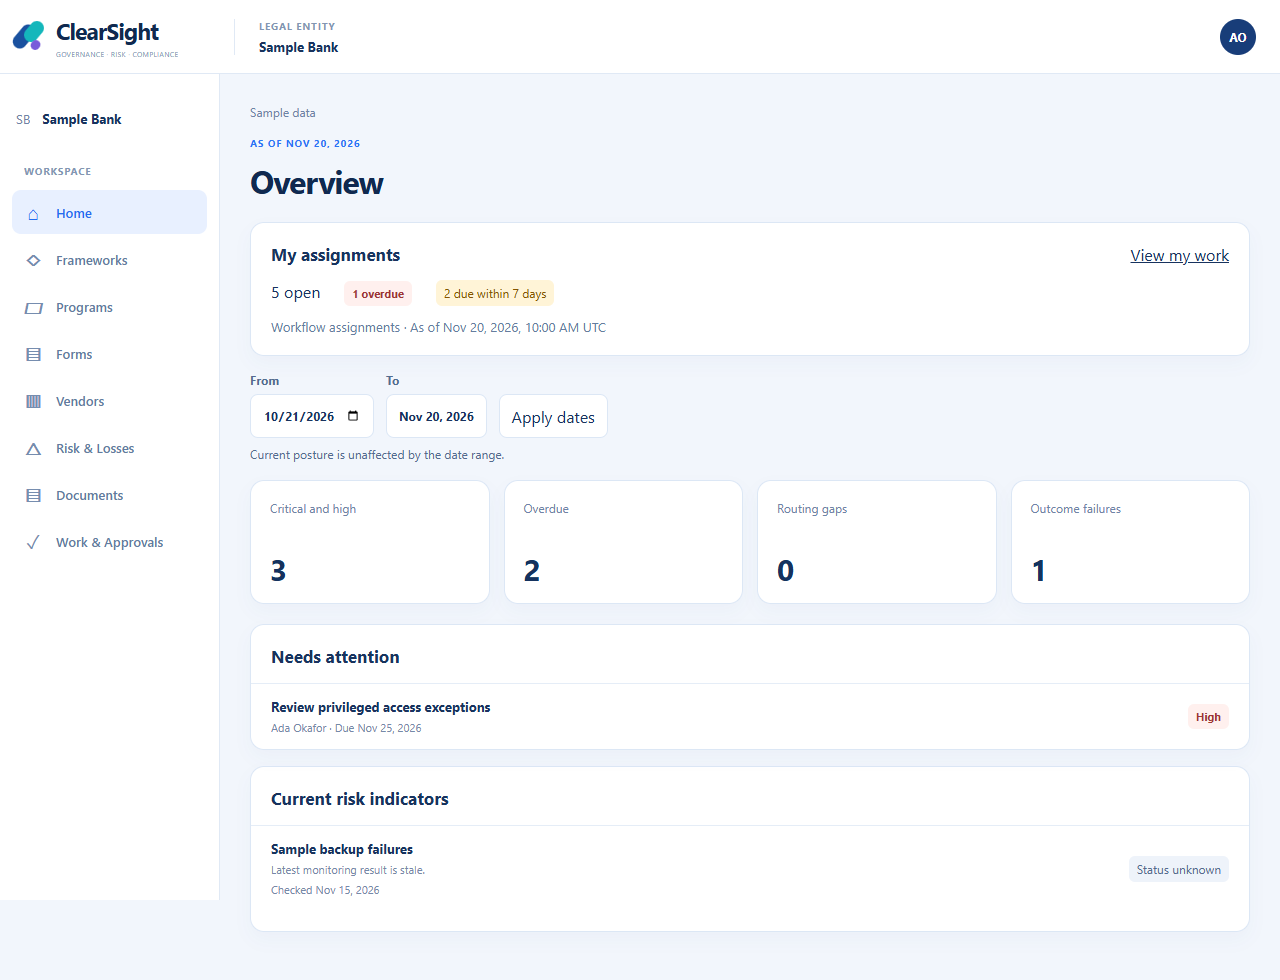 ClearSight
GOVERNANCE · RISK · COMPLIANCE
LEGAL ENTITY
Sample Bank
AO
SB Sample Bank
WORKSPACE
Home
Frameworks
Programs
Forms
Vendors
Risk & Losses
Documents
Work & Approvals
Sample data
AS OF NOV 20, 2026
Overview
My assignments
View my work
5 open 1 overdue 2 due within 7 days
Workflow assignments · As of Nov 20, 2026, 10:00 AM UTC
From To
10/21/2026 Nov 20, 2026 Apply dates
Current posture is unaffected by the date range.
Critical and high
3
Overdue
2
Routing gaps
0
Outcome failures
1
Needs attention
Review privileged access exceptions
Ada Okafor · Due Nov 25, 2026
High
Current risk indicators
Sample backup failures
Latest monitoring result is stale.
Checked Nov 15, 2026
Status unknown